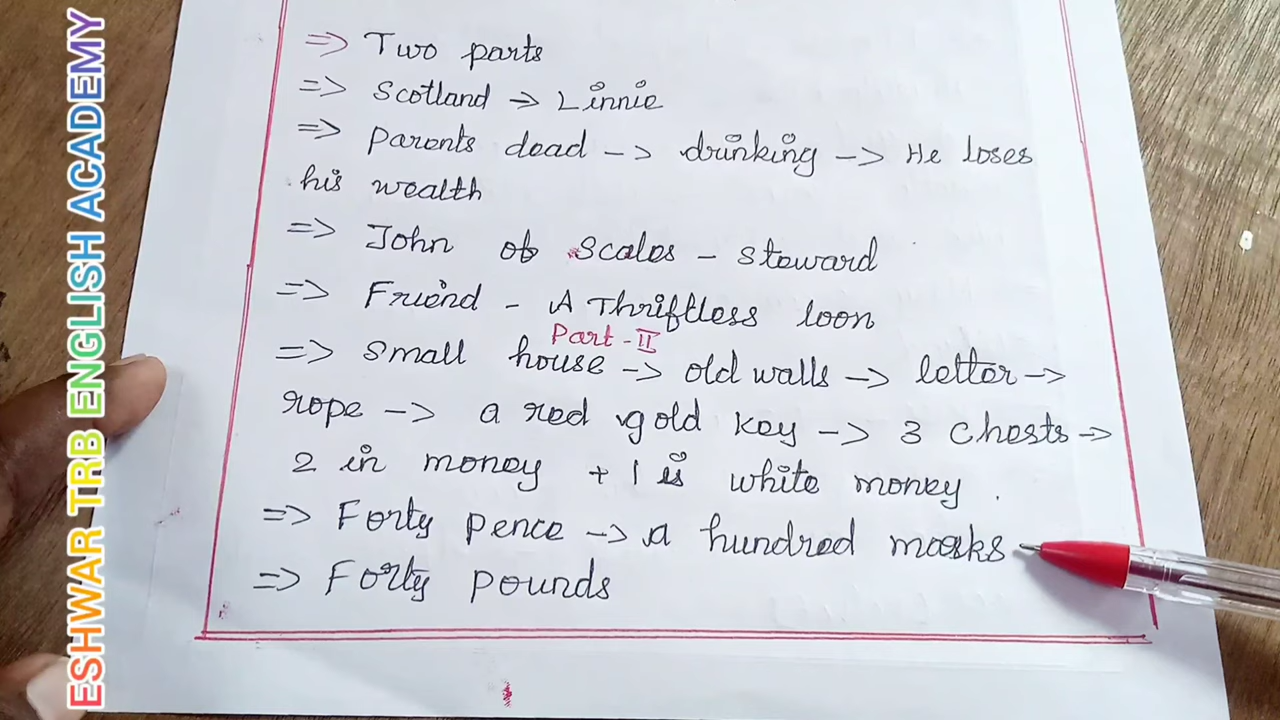 ESHWAR TRB ENGLISH ACADEMY
=> Two parts
=> Scotland -> Linnie
=> Parents dead -> drinking -> He loses
his wealth
=> John of Scales - steward
=> Friend - A Thriftless loon
Part - II
=> Small house -> old walls -> letter ->
rope -> a red gold key -> 3 Chests ->
2 in money + 1 is white money .
=> Forty pence -> a hundred marks
=> Forty pounds